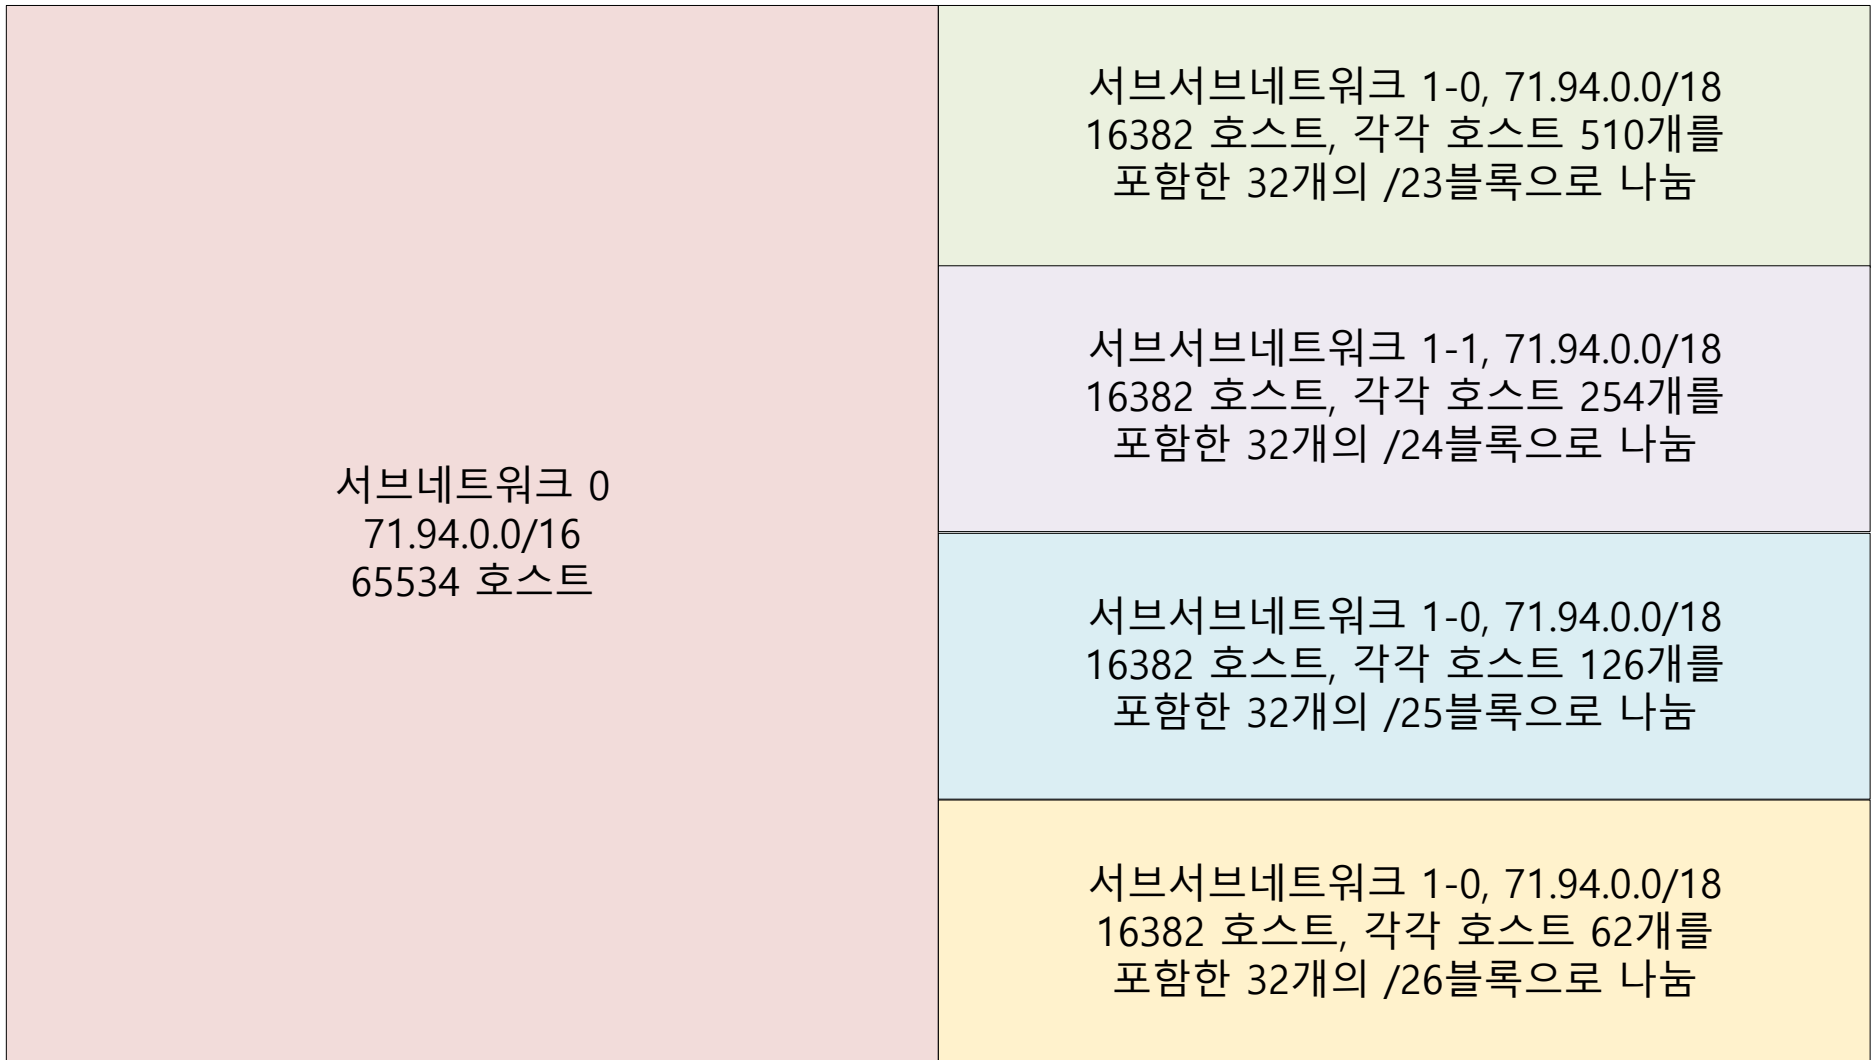 서브네트워크 0
71.94.0.0/16
65534 호스트
서브서브네트워크 1-0, 71.94.0.0/18
16382 호스트, 각각 호스트 510개를
포함한 32개의 /23블록으로 나눔
서브서브네트워크 1-1, 71.94.0.0/18
16382 호스트, 각각 호스트 254개를
포함한 32개의 /24블록으로 나눔
서브서브네트워크 1-0, 71.94.0.0/18
16382 호스트, 각각 호스트 126개를
포함한 32개의 /25블록으로 나눔
서브서브네트워크 1-0, 71.94.0.0/18
16382 호스트, 각각 호스트 62개를
포함한 32개의 /26블록으로 나눔